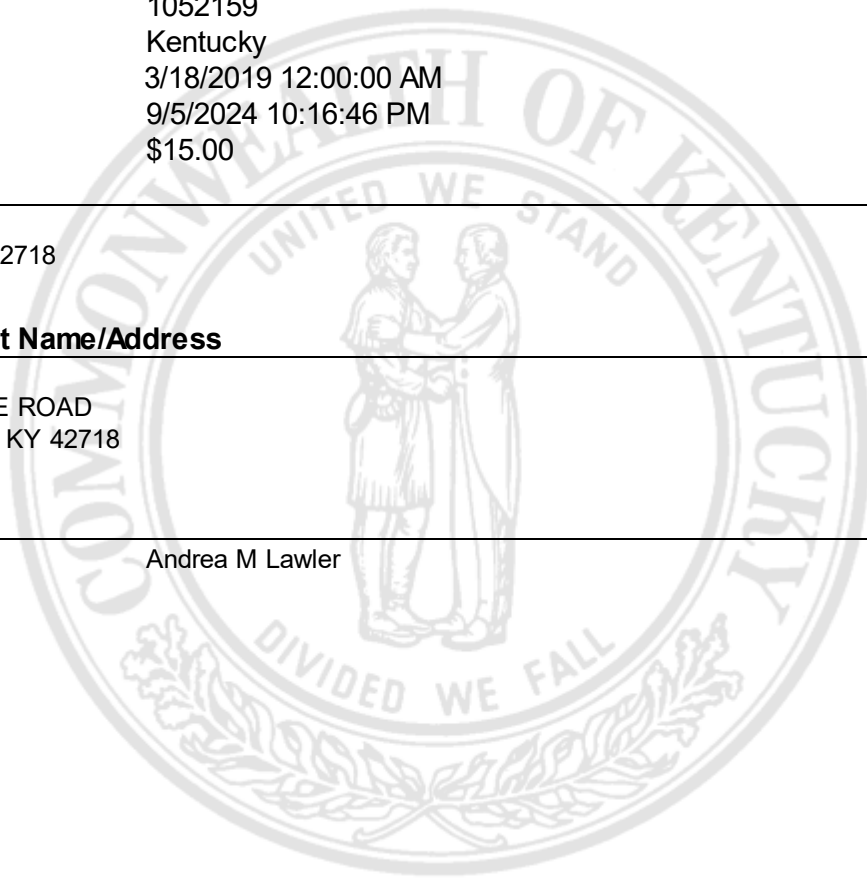 1052159
Kentucky
3/18/2019 12:00:00 AM
9/5/2024 10:16:46 PM
$15.00
2718
t Name/Address
E ROAD
KY 42718
Andrea M Lawler
COMMONWEALTH OF KENTUCKY
UNITED WE STAND
DIVIDED WE FALL